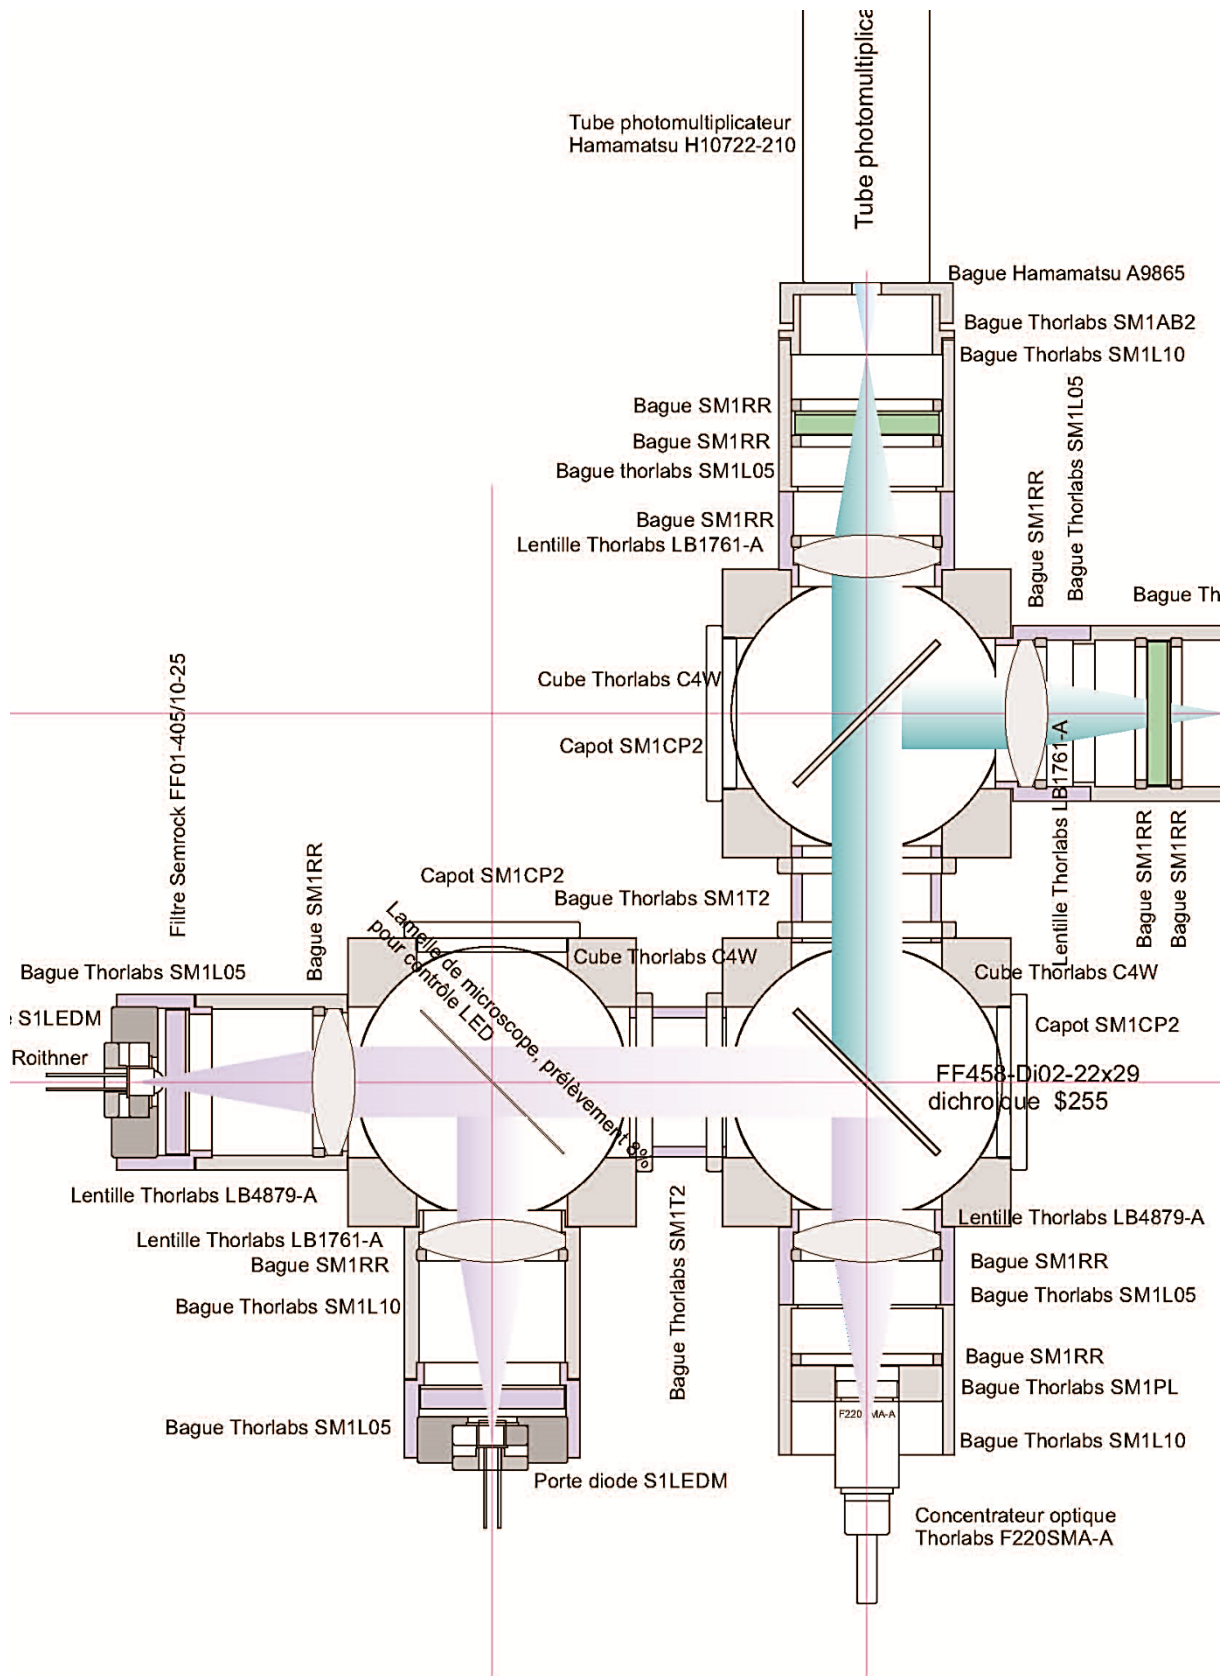 Tube photomultiplica
Tube photomultiplicateur
Hamamatsu H10722-210
Bague Hamamatsu A9865
Bague Thorlabs SM1AB2
Bague Thorlabs SM1L10
Bague SM1RR
Bague SM1RR
Bague thorlabs SM1L05
Bague SM1RR
Lentille Thorlabs LB1761-A
Bague SM1RR
Bague Thorlabs SM1L05
Bague Th
Cube Thorlabs C4W
Capot SM1CP2
Lentille Thorlabs LB1761-A
Bague SM1RR
Bague SM1RR
Filtre Semrock FF01-405/10-25
Bague SM1RR
Capot SM1CP2
Bague Thorlabs SM1T2
Lamelle de microscope, prélèvement 8%
pour contrôle LED
Cube Thorlabs C4W
Cube Thorlabs C4W
Bague Thorlabs SM1L05
e S1LEDM
Roithner
Capot SM1CP2
FF458-Di02-22x29
dichroique $255
Lentille Thorlabs LB4879-A
Bague Thorlabs SM1T2
Lentille Thorlabs LB4879-A
Lentille Thorlabs LB1761-A
Bague SM1RR
Bague SM1RR
Bague Thorlabs SM1L10
Bague Thorlabs SM1L05
Bague SM1RR
Bague Thorlabs SM1PL
F220SMA-A
Bague Thorlabs SM1L05
Bague Thorlabs SM1L10
Porte diode S1LEDM
Concentrateur optique
Thorlabs F220SMA-A